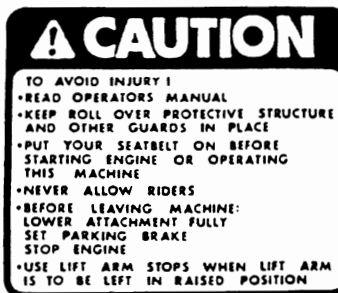 CAUTION
TO AVOID INJURY!
•READ OPERATORS MANUAL
•KEEP ROLL OVER PROTECTIVE STRUCTURE
AND OTHER GUARDS IN PLACE
•PUT YOUR SEATBELT ON BEFORE
STARTING ENGINE OR OPERATING
THIS MACHINE
•NEVER ALLOW RIDERS
•BEFORE LEAVING MACHINE:
LOWER ATTACHMENT FULLY
SET PARKING BRAKE
STOP ENGINE
•USE LIFT ARM STOPS WHEN LIFT ARM
IS TO BE LEFT IN RAISED POSITION